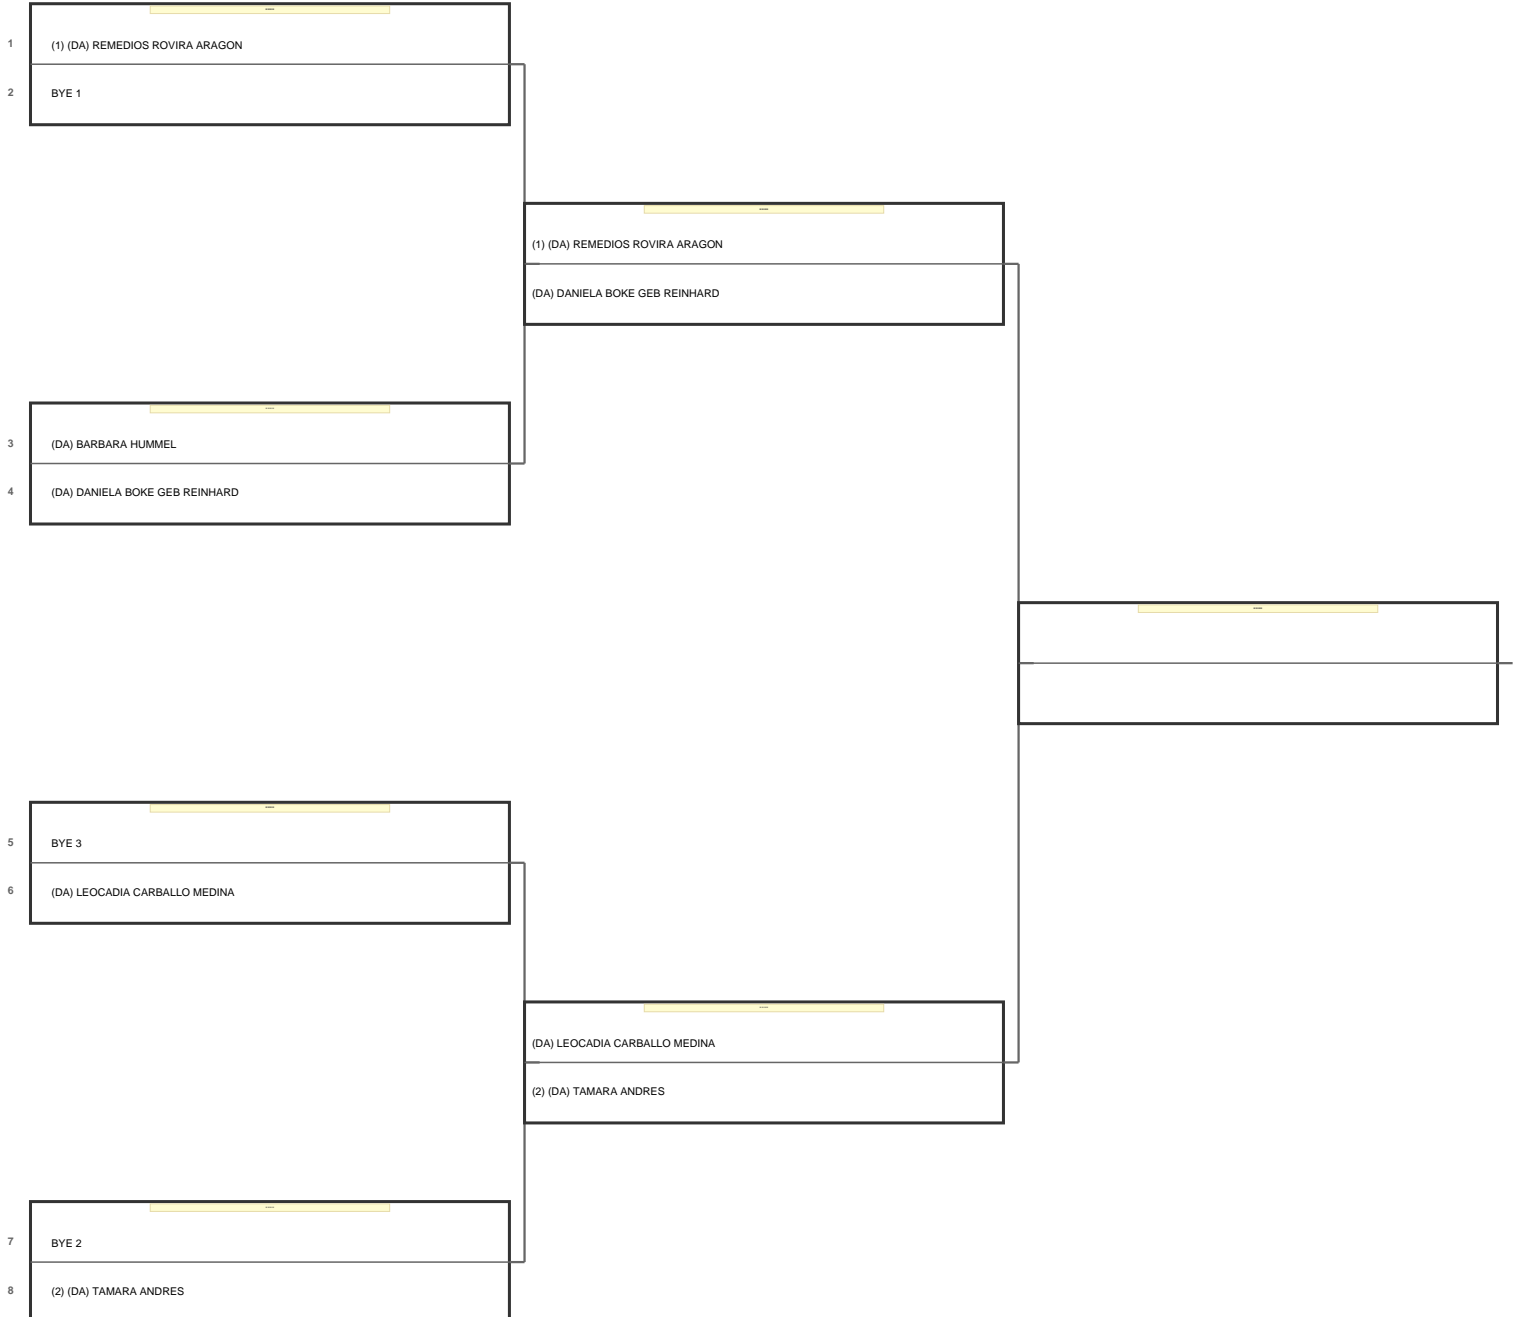 1
(1) (DA) REMEDIOS ROVIRA ARAGON
2
BYE 1
(1) (DA) REMEDIOS ROVIRA ARAGON
(DA) DANIELA BOKE GEB REINHARD
3
(DA) BARBARA HUMMEL
4
(DA) DANIELA BOKE GEB REINHARD
5
BYE 3
6
(DA) LEOCADIA CARBALLO MEDINA
(DA) LEOCADIA CARBALLO MEDINA
(2) (DA) TAMARA ANDRES
7
BYE 2
8
(2) (DA) TAMARA ANDRES